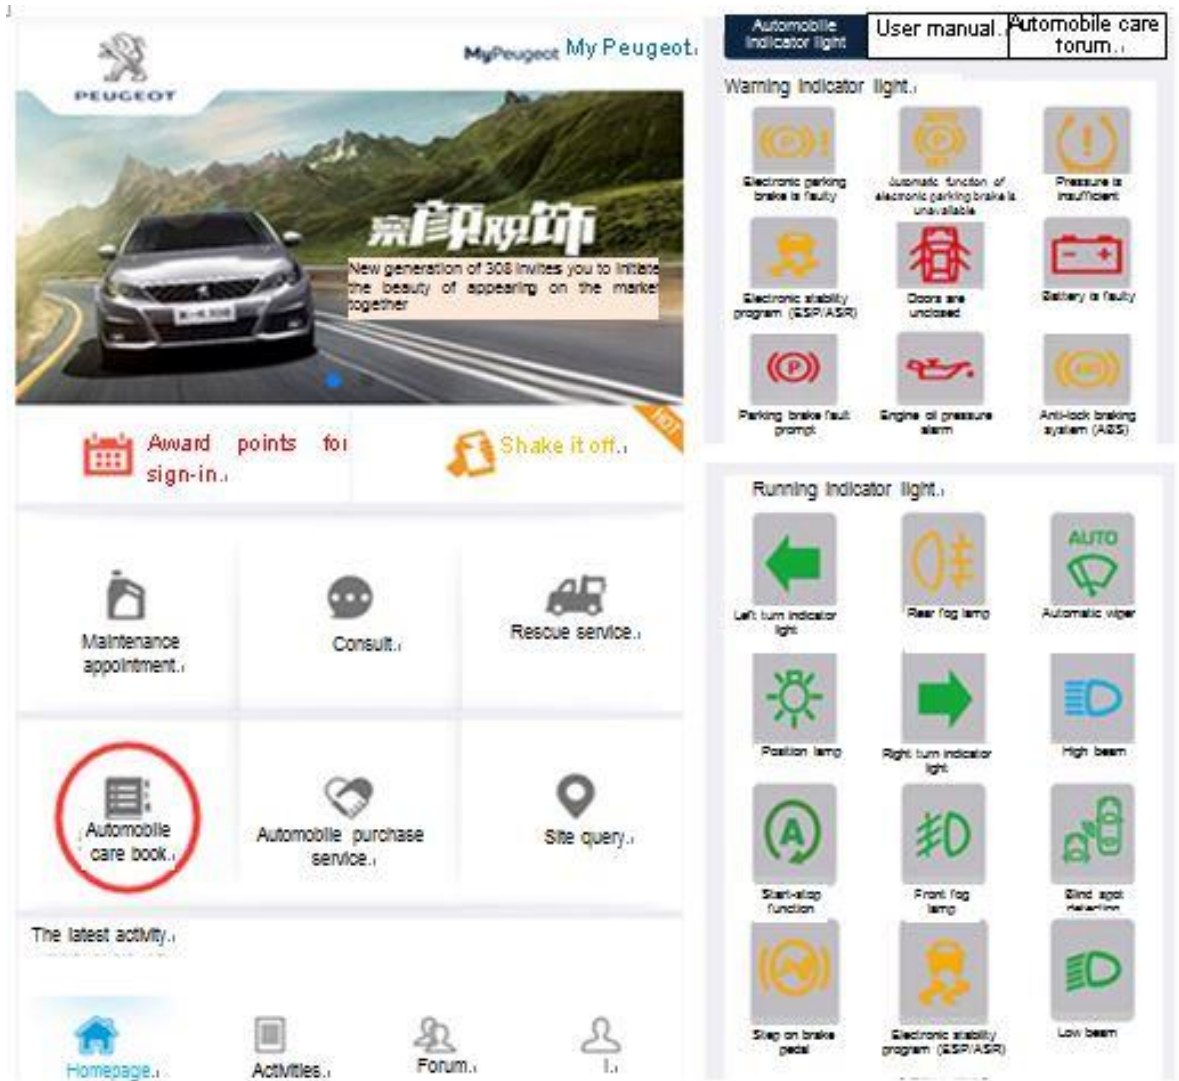 PEUGEOT
MyPeugeot My Peugeot.
New generation of 308 invites you to initiate
the beauty of appearing on the market
together
HOT
Award points for
sign-in.
Shake it off.
Maintenance
appointment.
Consult.
Rescue service.
Automobile
care book.
Automobile purchase
service.
Site query.
The latest activity.
Homepage.
Activities.
Forum.
I.
Automobile
indicator light
User manual.
Automobile care
forum.
Warning indicator light.
Electronic parking
brake is faulty
Automatic function of
electronic parking brake is
unavailable
Pressure is
insufficient
Electronic stability
program (ESP/ASR)
Doors are
unclosed
Battery is faulty
Parking brake fault
prompt
Engine oil pressure
alarm
Anti-lock braking
system (ABS)
Running indicator light.
Left turn indicator
light
Rear fog lamp
AUTO
Automatic wiper
Position lamp
Right turn indicator
light
High beam
A
Start-stop
function
Front fog
lamp
Blind spot
detection
Step on brake
pedal
Electronic stability
program (ESP/ASR)
Low beam